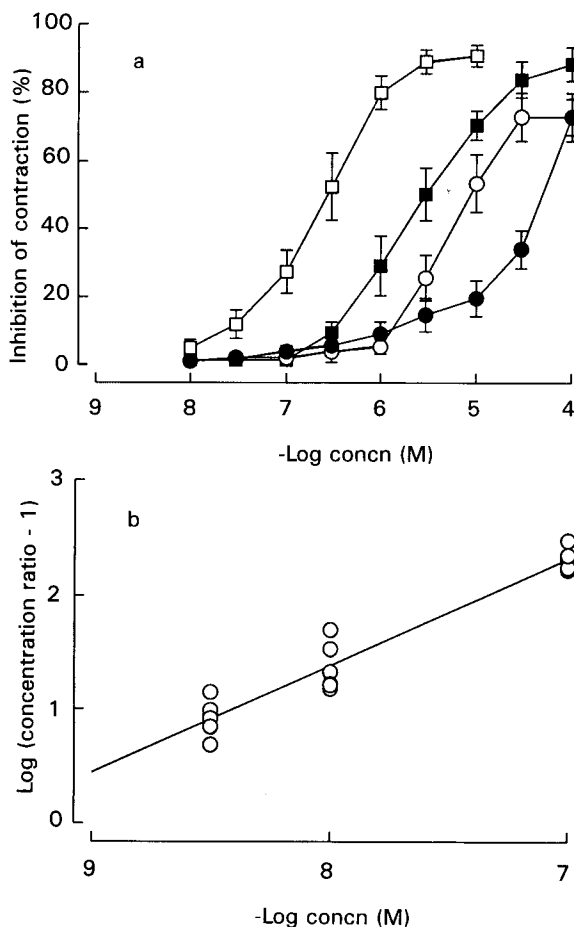 a
Inhibition of contraction (%)
100
80
60
40
20
0
9 8 7 6 5 4
-Log concn (M)
b
Log (concentration ratio - 1)
3
2
1
0
9 8 7
-Log concn (M)